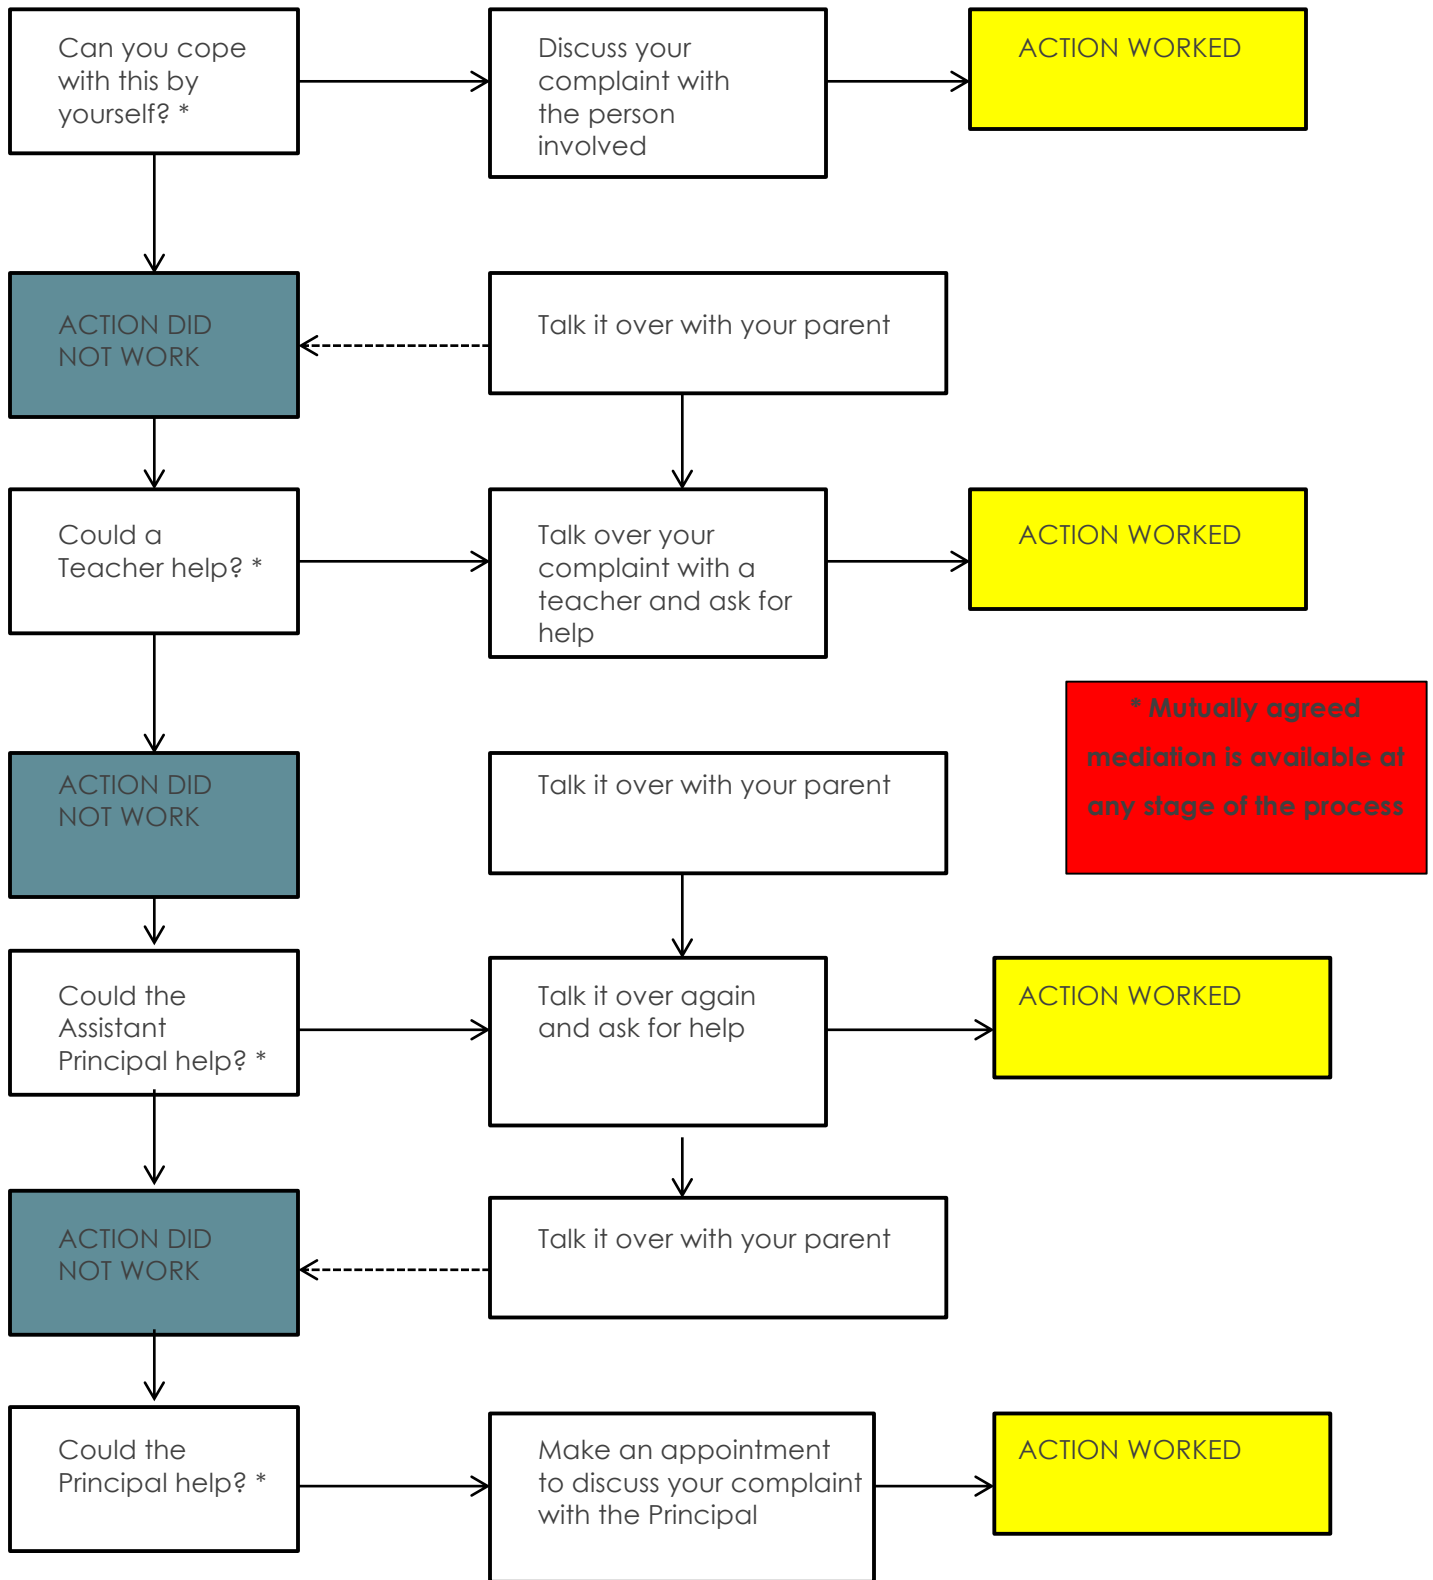 Can you cope
with this by
yourself? *
Discuss your
complaint with
the person
involved
ACTION WORKED
ACTION DID
NOT WORK
Talk it over with your parent
Could a
Teacher help? *
Talk over your
complaint with a
teacher and ask for
help
ACTION WORKED
* Mutually agreed
mediation is available at
any stage of the process
ACTION DID
NOT WORK
Talk it over with your parent
Could the
Assistant
Principal help? *
Talk it over again
and ask for help
ACTION WORKED
ACTION DID
NOT WORK
Talk it over with your parent
Could the
Principal help? *
Make an appointment
to discuss your complaint
with the Principal
ACTION WORKED